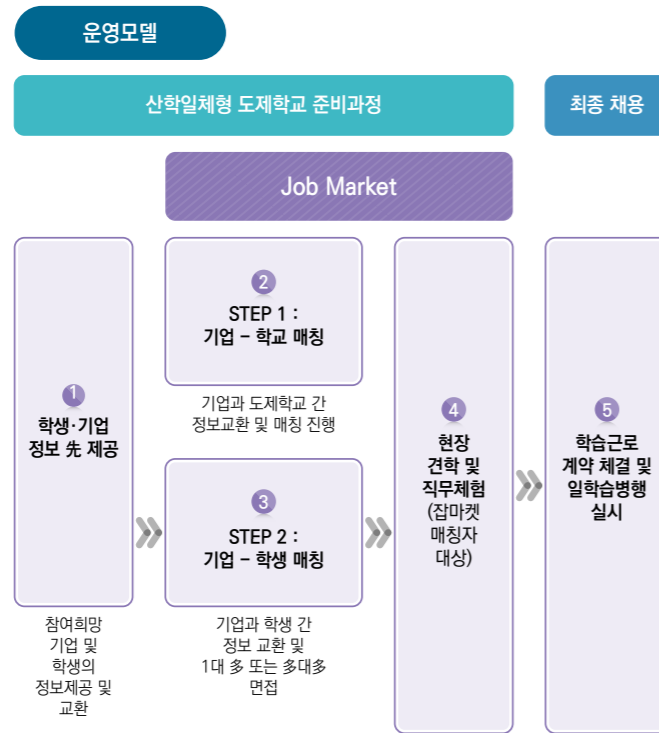 운영모델
산학일체형 도제학교 준비과정
최종 채용
Job Market
1
학생·기업
정보 先 제공
참여희망
기업 및
학생의
정보제공 및
교환
2
STEP 1 :
기업 – 학교 매칭
기업과 도제학교 간
정보교환 및 매칭 진행
3
STEP 2 :
기업 – 학생 매칭
기업과 학생 간
정보 교환 및
1대 多 또는 多대多
면접
4
현장
견학 및
직무체험
(잡마켓
매칭자
대상)
5
학습근로
계약 체결 및
일학습병행
실시